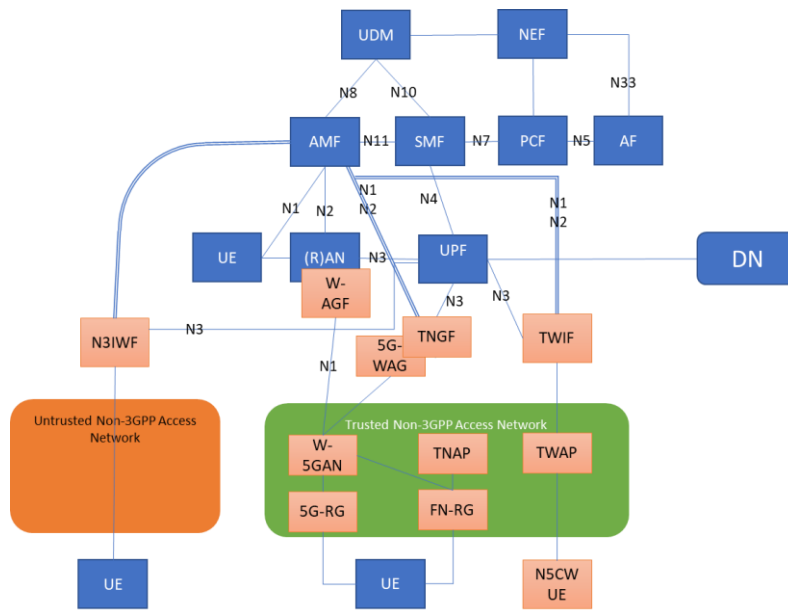 UDM
NEF
N8
N10
N33
AMF
N11
SMF
N7
PCF
N5
AF
N1
N2
N1
N2
N4
N1
N2
UE
(R)AN
N3
UPF
DN
W-
AGF
N3
N3
N3IWF
N3
5G-
WAG
TNGF
TWIF
N1
Untrusted Non-3GPP Access
Network
Trusted Non-3GPP Access Network
W-
5GAN
TNAP
TWAP
5G-RG
FN-RG
UE
UE
N5CW
UE